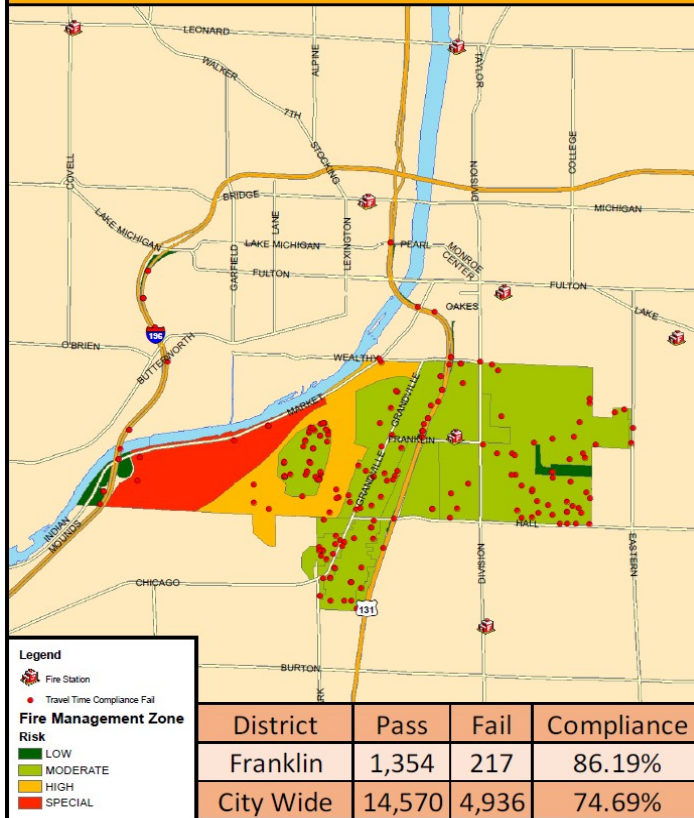 LEONARD
WALKER
ALPINE
TAYLOR
7TH
STOCKING
COVELL
COLLEGE
DIVISION
BRIDGE
MICHIGAN
LANE
LEXINGTON
LAKE MICHIGAN
LAKE MICHIGAN
GARFIELD
PEARL
MONROE
CENTER
FULTON
FULTON
OAKES
LAKE
196
O'BRIEN
BUTTERWORTH
WEALTHY
MARKET
GRANDVILLE
FRANKLIN
GRANDVILLE
INDIAN
MOUNDS
HALL
EASTERN
DIVISION
CHICAGO
131
BURTON
RK
Legend
Fire Station
Travel Time Compliance Fail
Fire Management Zone
Risk
LOW
MODERATE
HIGH
SPECIAL
District Pass Fail Compliance
Franklin 1,354 217 86.19%
City Wide 14,570 4,936 74.69%